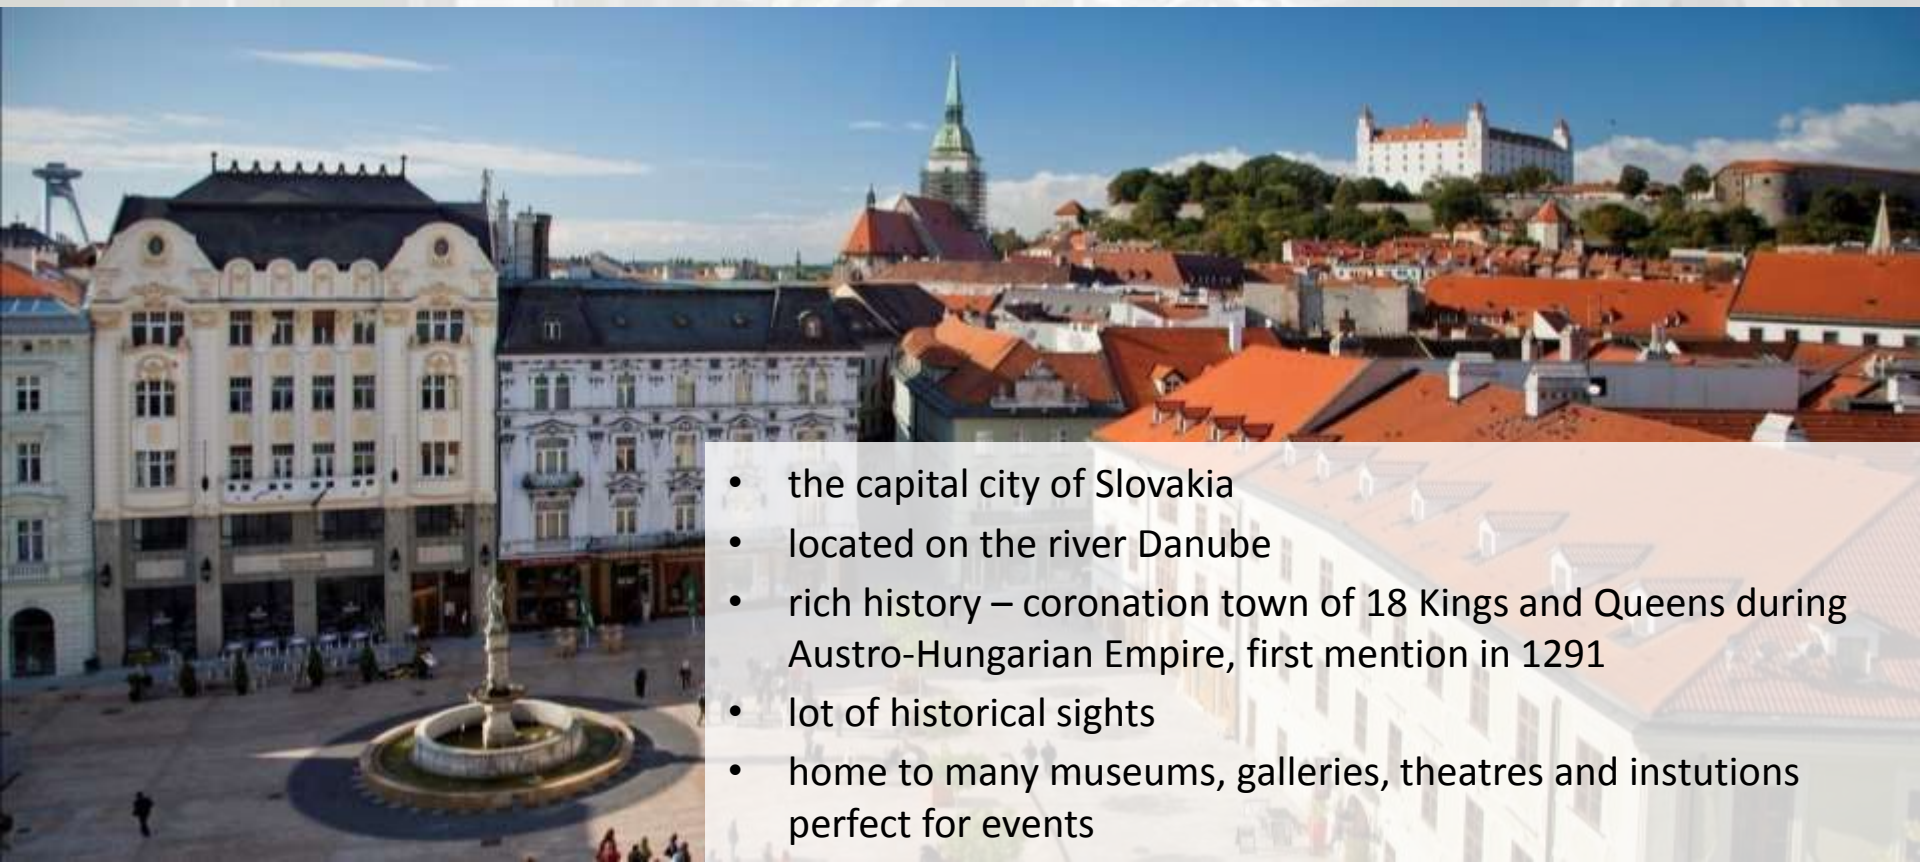 • the capital city of Slovakia
• located on the river Danube
• rich history – coronation town of 18 Kings and Queens during
Austro-Hungarian Empire, first mention in 1291
• lot of historical sights
• home to many museums, galleries, theatres and instutions
perfect for events